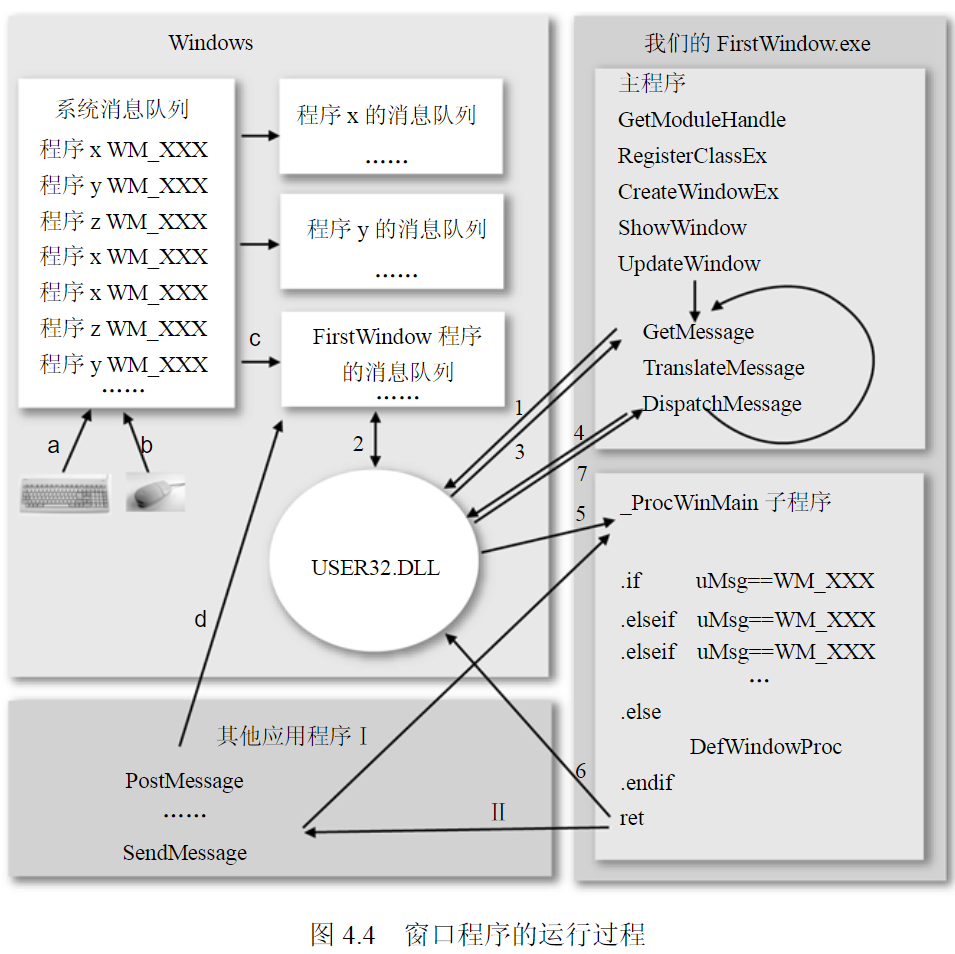 Windows
系统消息队列
程序 x WM_XXX
程序 y WM_XXX
程序 z WM_XXX
程序 x WM_XXX
程序 x WM_XXX
程序 z WM_XXX
程序 y WM_XXX
……
程序 x 的消息队列
……
程序 y 的消息队列
……
c
FirstWindow 程序
的消息队列
……
a
b
2
USER32.DLL
d
1
3
4
7
5
6
我们的 FirstWindow.exe
主程序
GetModuleHandle
RegisterClassEx
CreateWindowEx
ShowWindow
UpdateWindow
GetMessage
TranslateMessage
DispatchMessage
_ProcWinMain 子程序
.if uMsg==WM_XXX
.elseif uMsg==WM_XXX
.elseif uMsg==WM_XXX
…
.else
DefWindowProc
.endif
ret
其他应用程序 Ⅰ
PostMessage
……
SendMessage
Ⅱ
图 4.4 窗口程序的运行过程